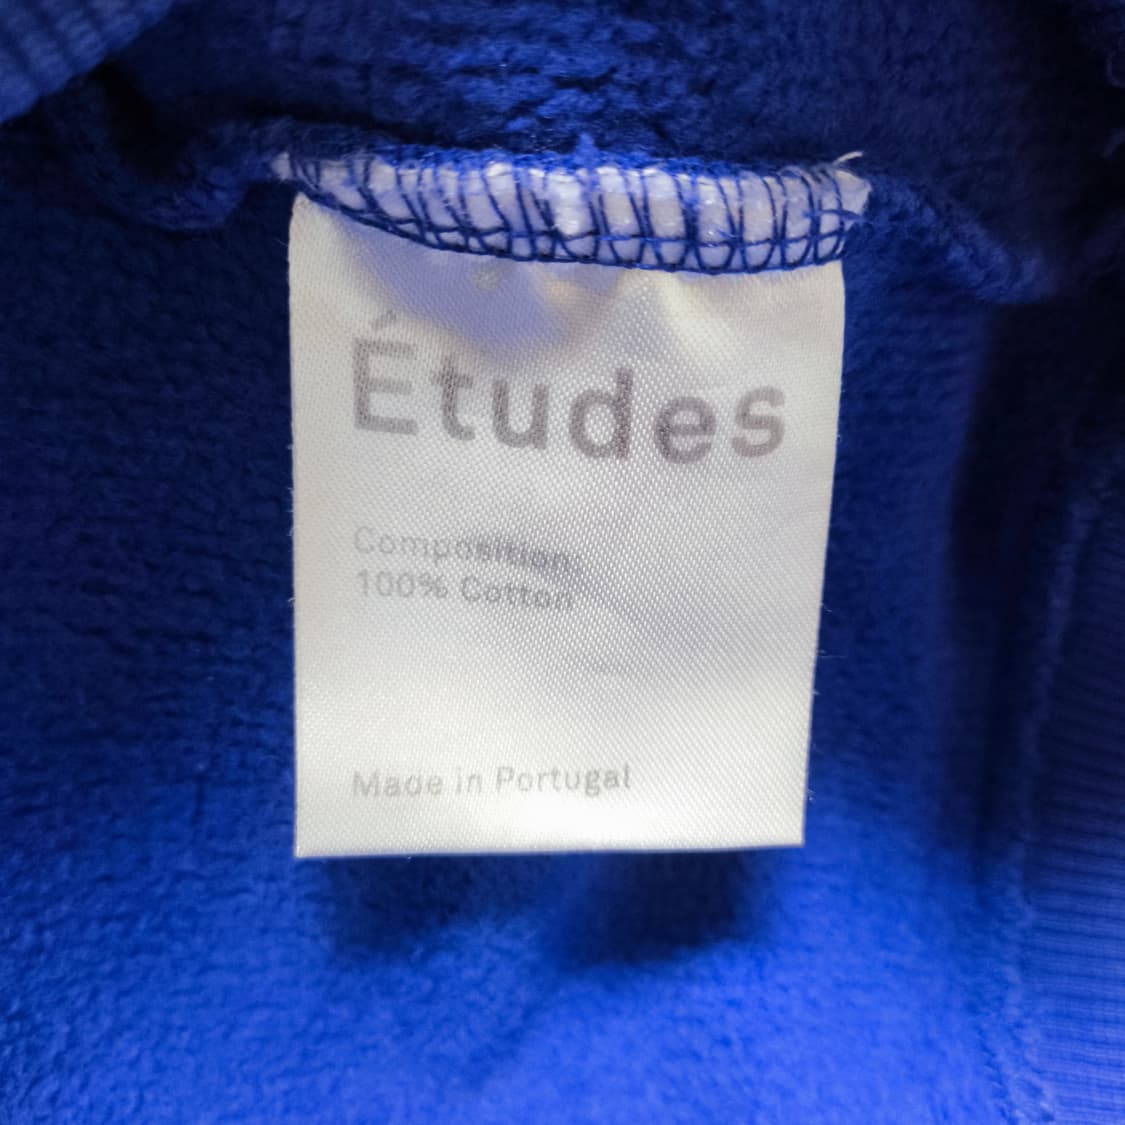 Études
Composition:
100% Cotton
Made in Portugal